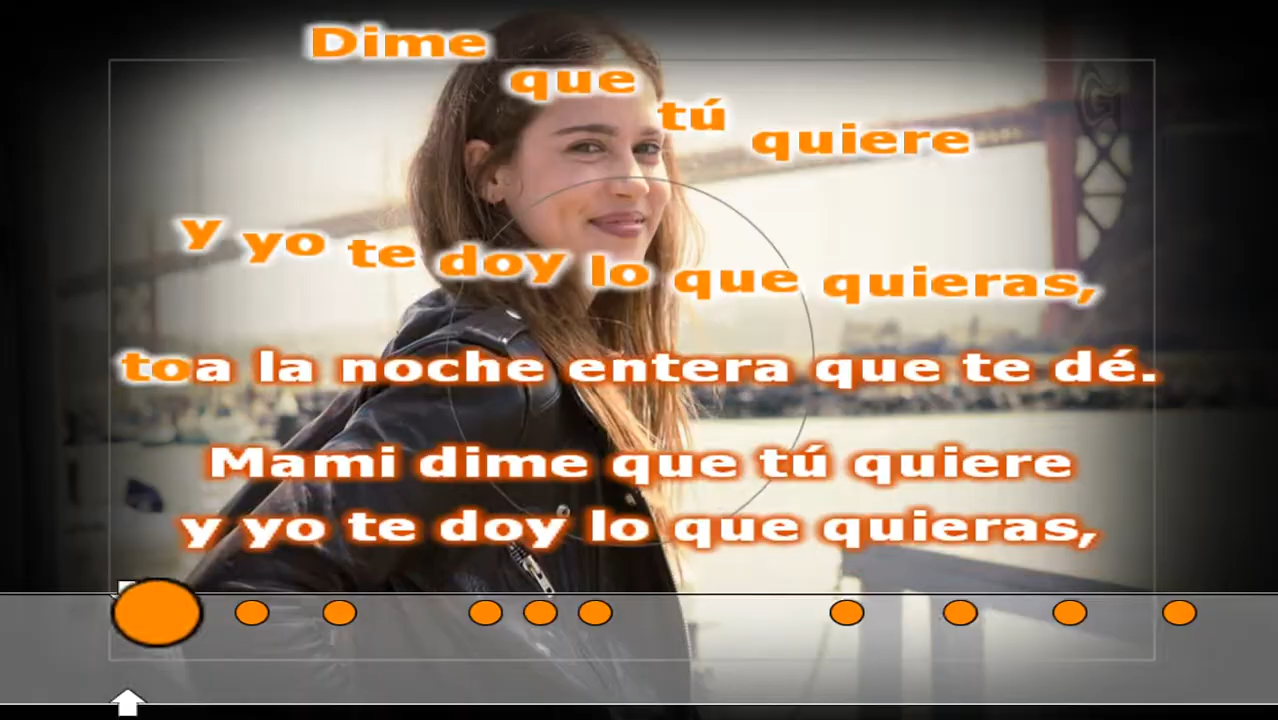 Dime que tú quiere
y yo te doy lo que quieras,
toa la noche entera que te dé.
Mami dime que tú quiere
y yo te doy lo que quieras,